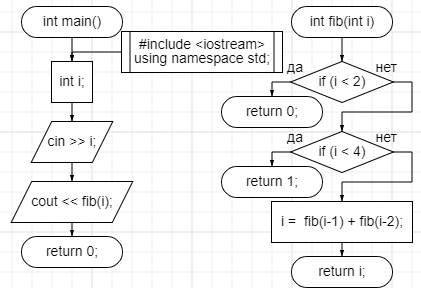 int main()
#include <iostream>
using namespace std;
int i;
cin >> i;
cout << fib(i);
return 0;
int fib(int i)
да
if (i < 2)
нет
return 0;
да
if (i < 4)
нет
return 1;
i =  fib(i-1) + fib(i-2);
return i;